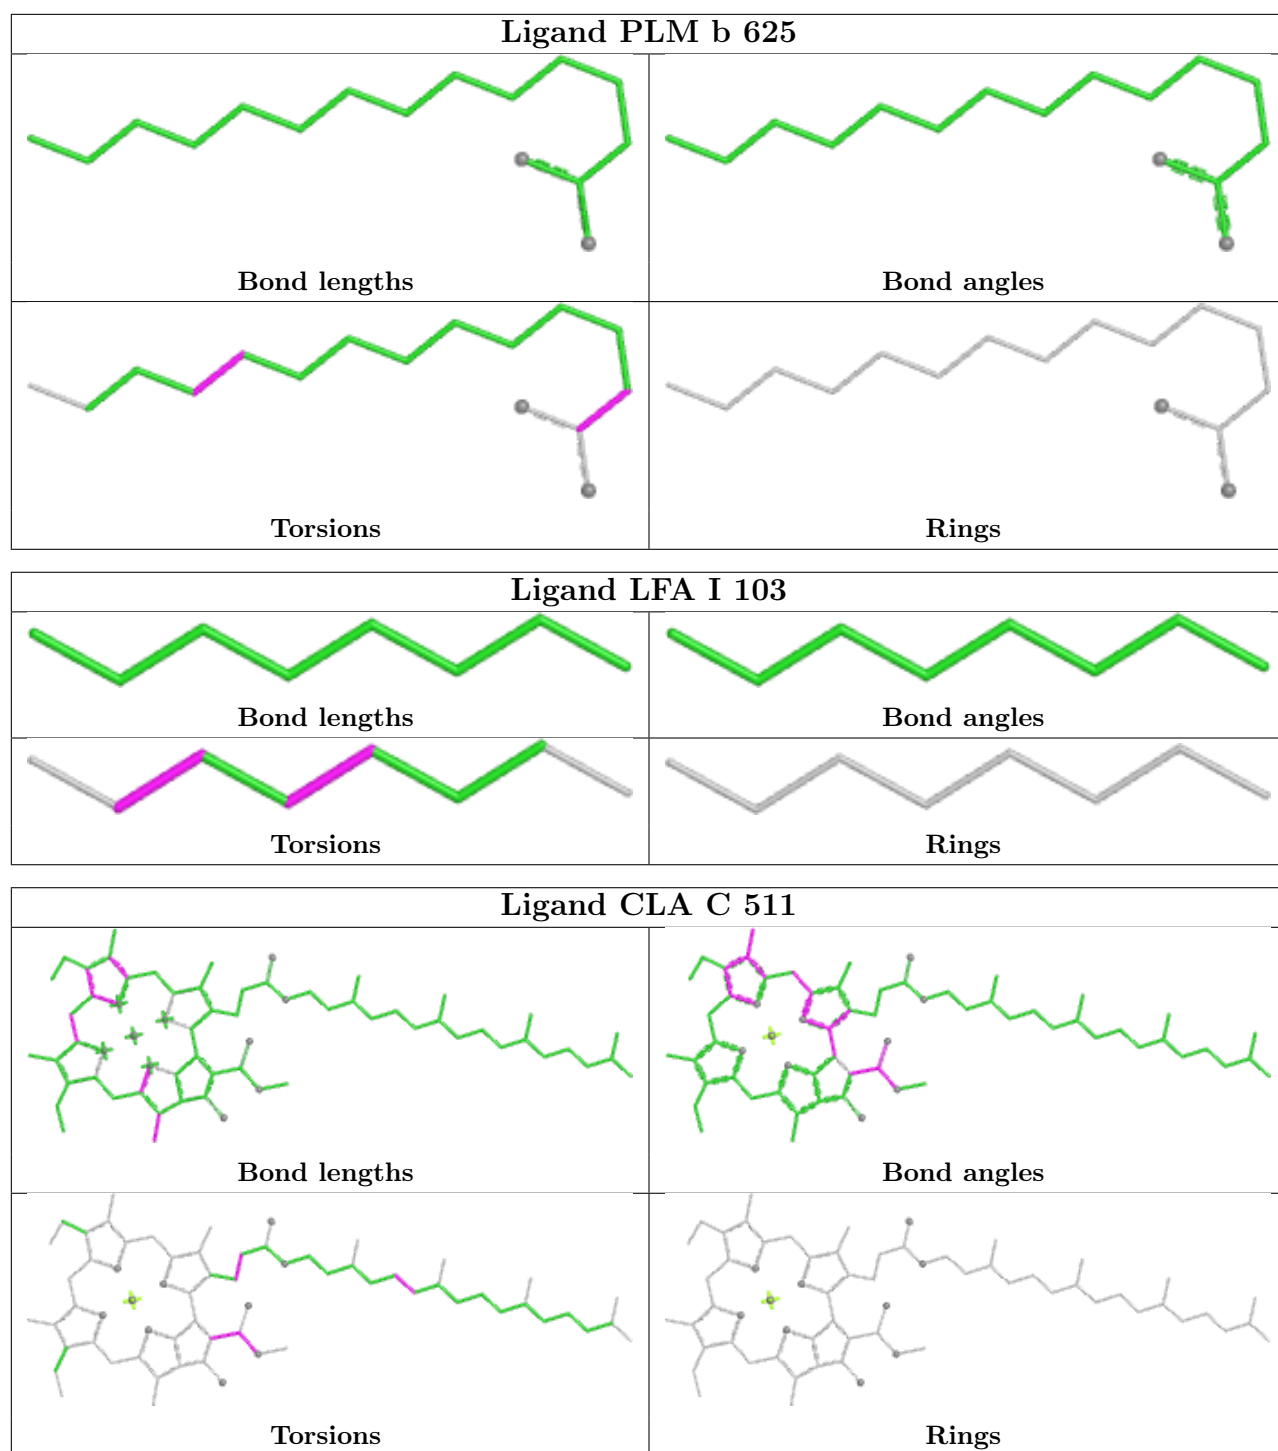 Ligand PLM b 625
Bond lengths
Bond angles
Torsions
Rings
Ligand LFA I 103
Bond lengths
Bond angles
Torsions
Rings
Ligand CLA C 511
Bond lengths
Bond angles
Torsions
Rings